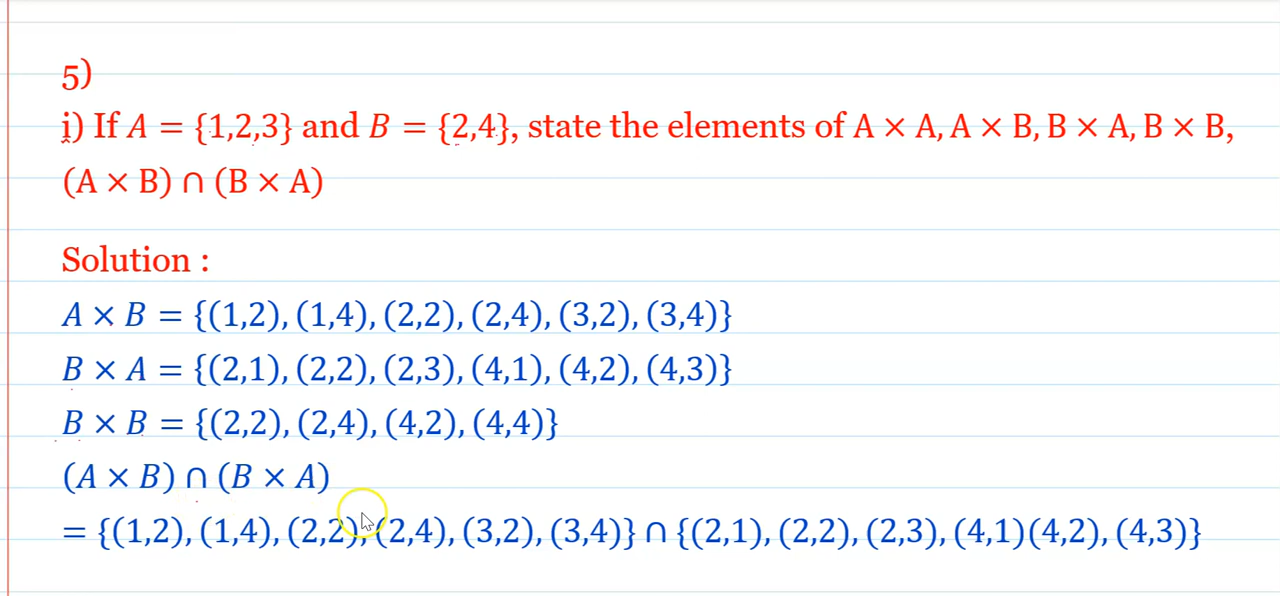 5)
i) If A = {1,2,3} and B = {2,4}, state the elements of A × A, A × B, B × A, B × B,
(A × B) ∩ (B × A)
Solution :
A × B = {(1,2), (1,4), (2,2), (2,4), (3,2), (3,4)}
B × A = {(2,1), (2,2), (2,3), (4,1), (4,2), (4,3)}
B × B = {(2,2), (2,4), (4,2), (4,4)}
(A × B) ∩ (B × A)
= {(1,2), (1,4), (2,2), (2,4), (3,2), (3,4)} ∩ {(2,1), (2,2), (2,3), (4,1)(4,2), (4,3)}